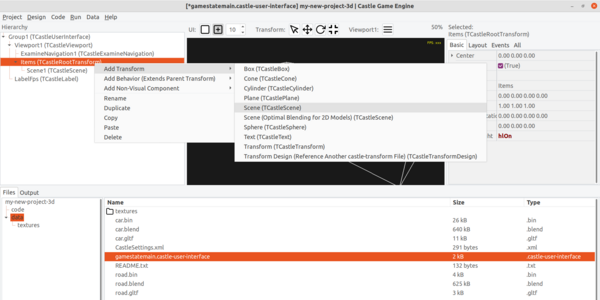 [*gamestatemain.castle-user-interface] my-new-project-3d | Castle Game Engine
Project Design Code Run Data Help
Hierarchy
UI: 10 Transform: Viewport1: 50%
Selected:
Group1 (TCastleUserInterface)
Items (TCastleRootTransform)
Viewport1 (TCastleViewport)
Basic Layout Events All
ExamineNavigation1 (TCastleExamineNavigation)
Center 0.00 0.00 0.00
Items (TCastleRootTransform)
(True)
Scene1 (TCastleScene)
LabelFps (TCastleLabel)
Add Transform
Add Behavior (Extends Parent Transform)
Add Non-Visual Component
Rename
Duplicate
Copy
Paste
Delete
Box (TCastleBox)
Cone (TCastleCone)
Cylinder (TCastleCylinder)
Plane (TCastlePlane)
Scene (TCastleScene)
Scene (Optimal Blending for 2D Models) (TCastleScene)
Sphere (TCastleSphere)
Text (TCastleText)
Transform (TCastleTransform)
Transform Design (Reference Another castle-transform File) (TCastleTransformDesign)
Items
0.00 0.00 0.00 0.00
1.00 1.00 1.00
0.00 0.00 0.00
hlOn
Files Output
my-new-project-3d
code
data
textures
Name Size Type
textures
car.bin 26 kB .bin
car.blend 640 kB .blend
car.gltf 11 kB .gltf
CastleSettings.xml 291 bytes .xml
gamestatemain.castle-user-interface 2 kB .castle-user-interface
README.txt 132 bytes .txt
road.bin 4 kB .bin
road.blend 625 kB .blend
road.gltf 3 kB .gltf